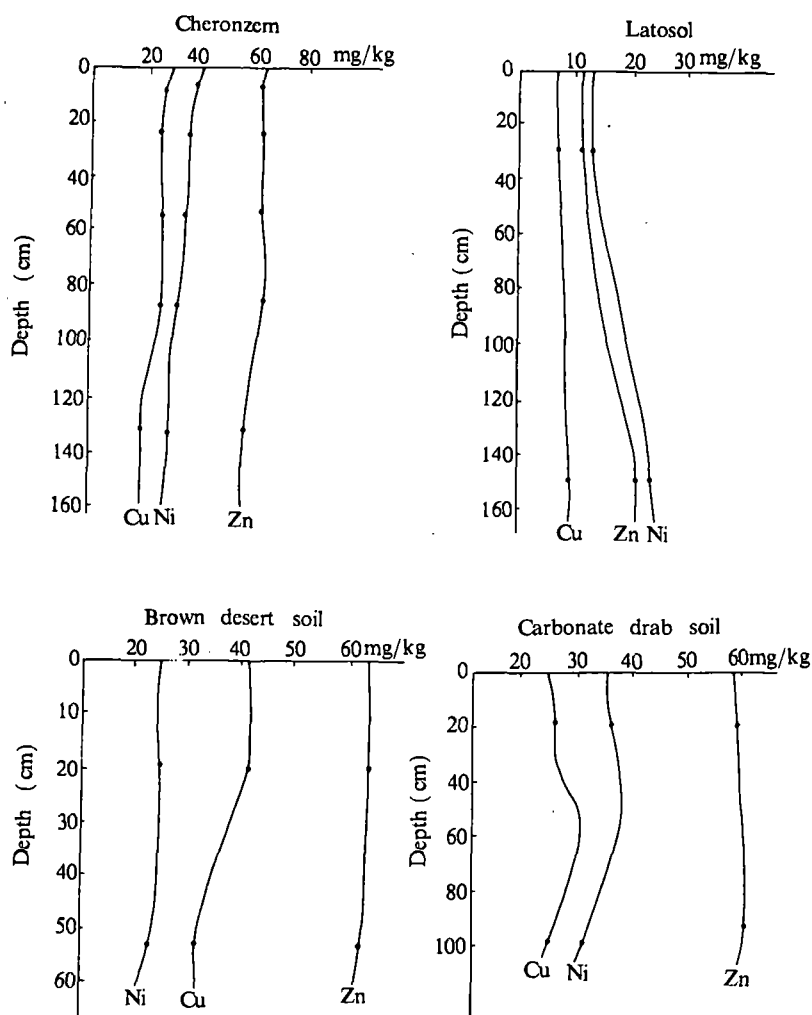 Cheronzem
20 40 60 80 mg/kg
0
20
40
60
80
100
120
140
160
Depth (cm)
Cu Ni Zn
Latosol
10 20 30 mg/kg
0
20
40
60
80
100
120
140
160
Depth (cm)
Cu Zn Ni
Brown desert soil
20 30 40 50 60mg/kg
0
10
20
30
40
50
60
Depth (cm)
Ni Cu Zn
Carbonate drab soil
20 30 40 50 60mg/kg
0
20
40
60
80
100
Depth (cm)
Cu Ni Zn